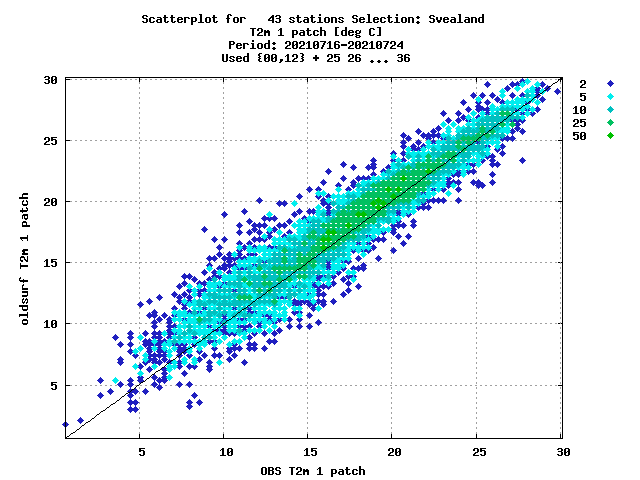 Scatterplot for   43 stations Selection: Svealand
T2m 1 patch [deg C]
Period: 20210716-20210724
Used {00,12} + 25 26 ... 36
30
25
20
15
10
5
oldsurf T2m 1 patch
2
5
10
25
50
5 10 15 20 25 30
OBS T2m 1 patch